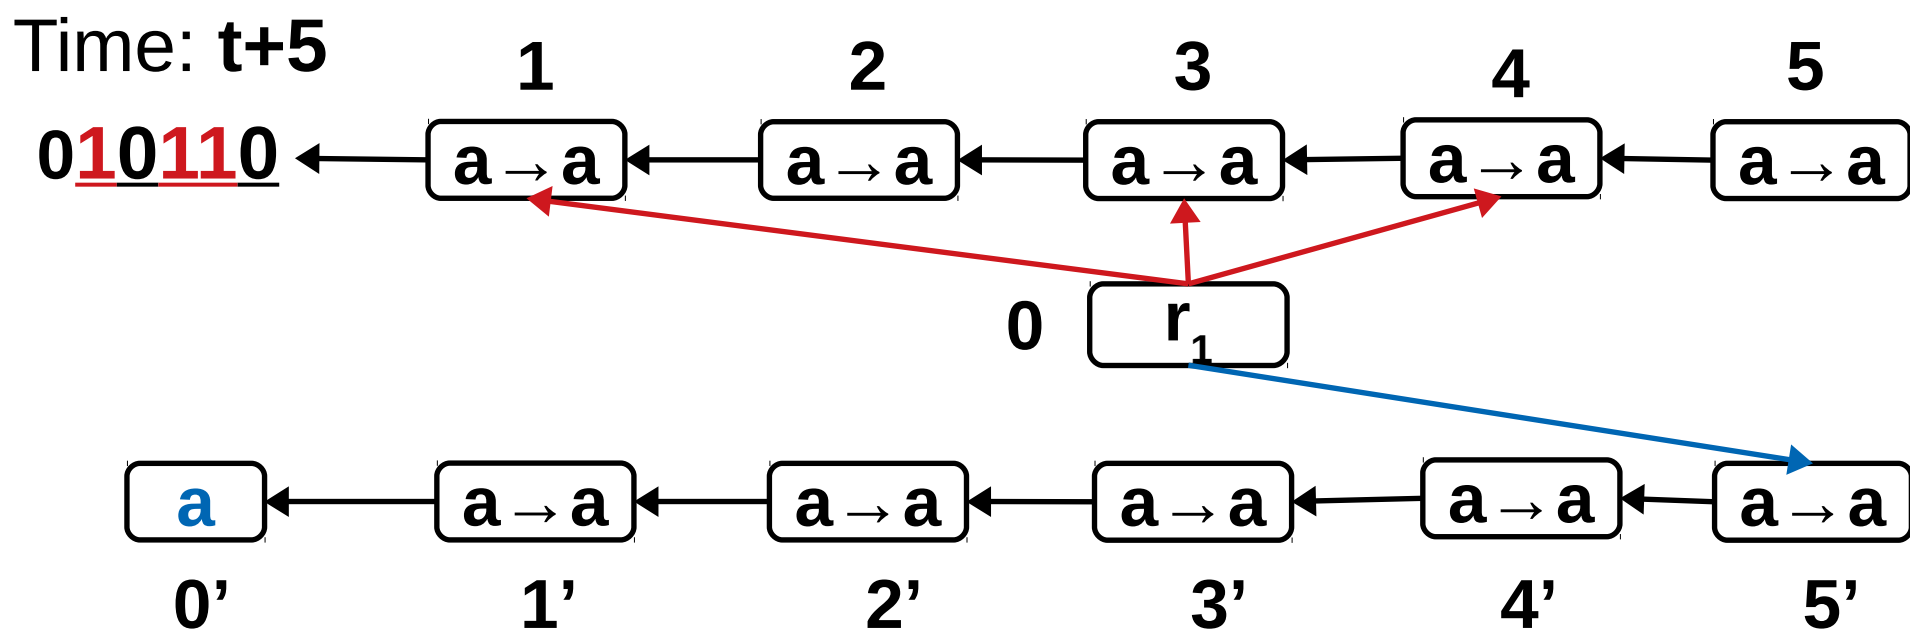 Time: t+5
1 2 3 4 5
010110
a→a a→a a→a a→a a→a
0 r1
a a→a a→a a→a a→a a→a
0’ 1’ 2’ 3’ 4’ 5’